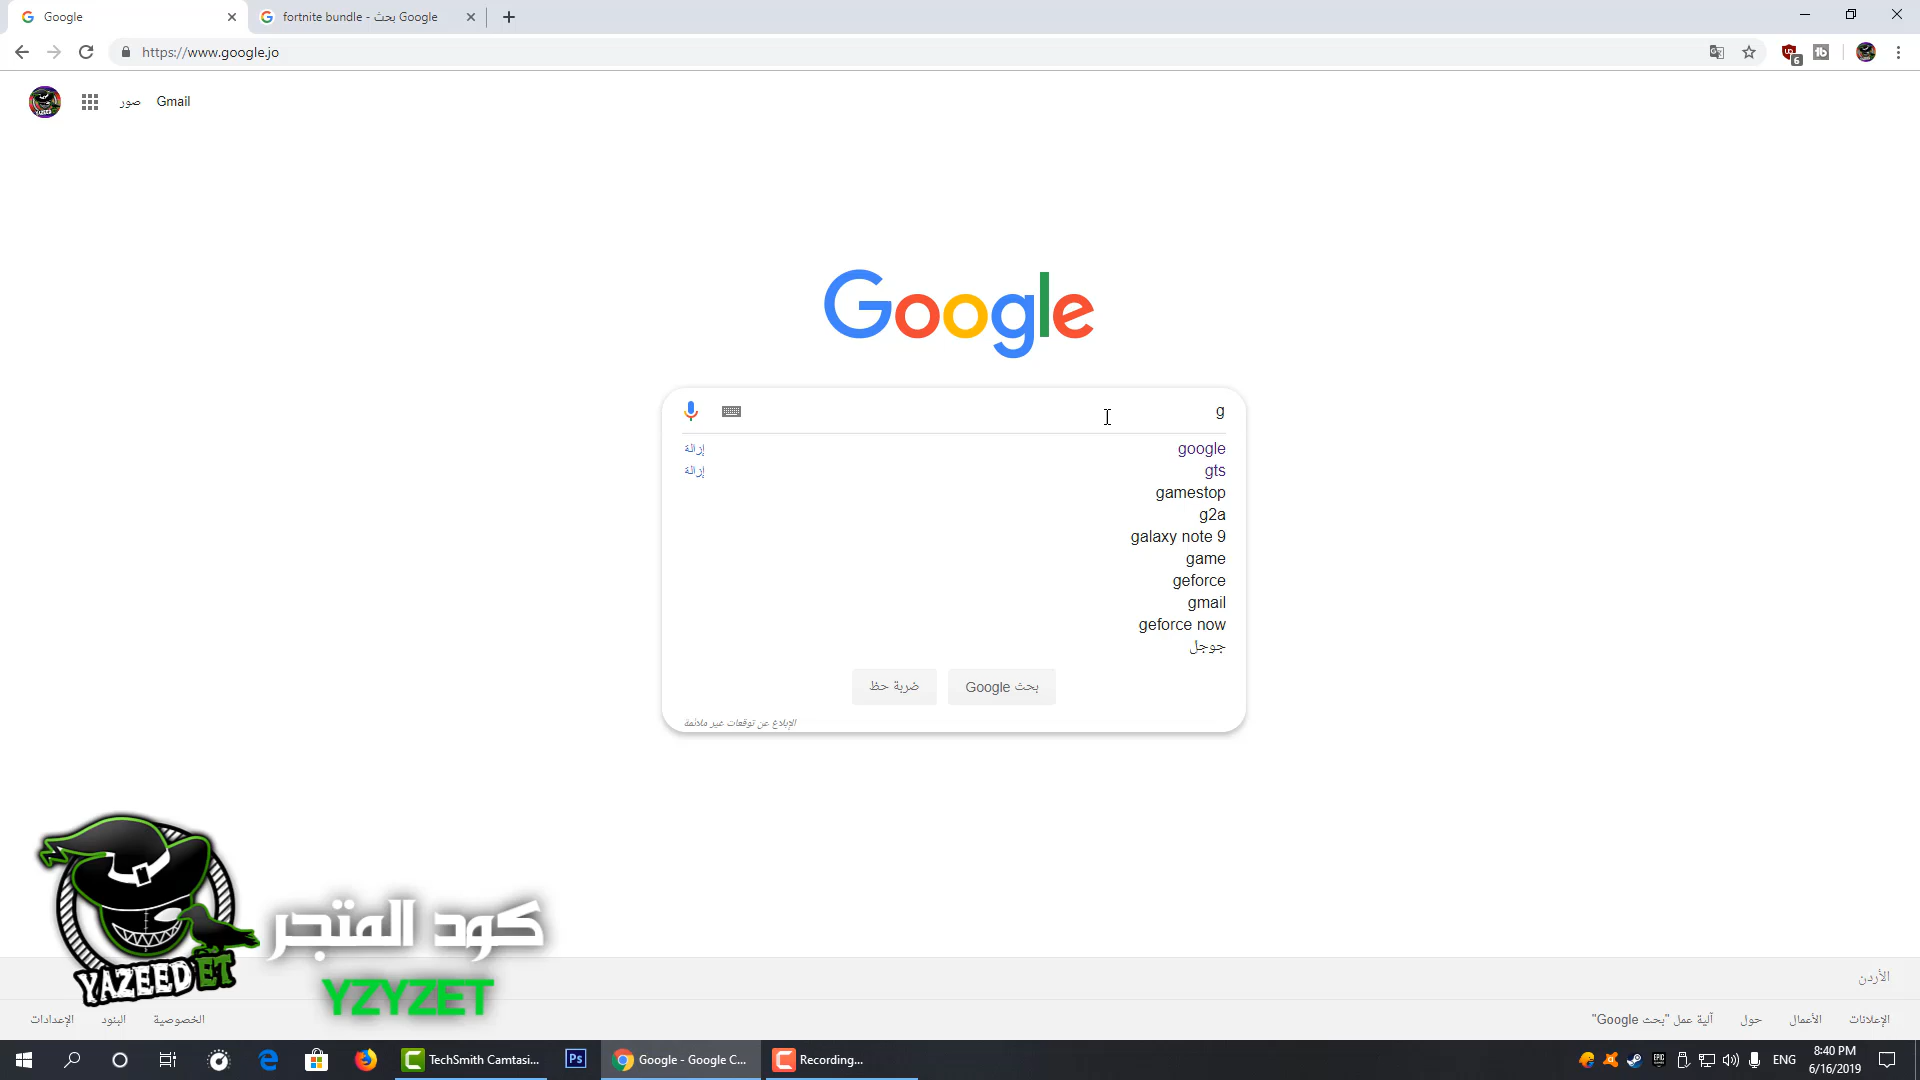 Google
fortnite bundle - بحث Google
https://www.google.jo
6
صور
Gmail
Google
g
google
إزالة
gts
إزالة
gamestop
g2a
galaxy note 9
game
geforce
gmail
geforce now
جوجل
بحث Google
ضربة حظ
الإبلاغ عن توقعات غير ملائمة
YAZEED ET
كود المتجر
YZYZET
الأردن
الإعلانات
الأعمال
حول
آلية عمل "بحث Google"
الخصوصية
البنود
الإعدادات
TechSmith Camtasi...
Ps
Google - Google C...
Recording...
EPIC
ENG
8:40 PM
6/16/2019